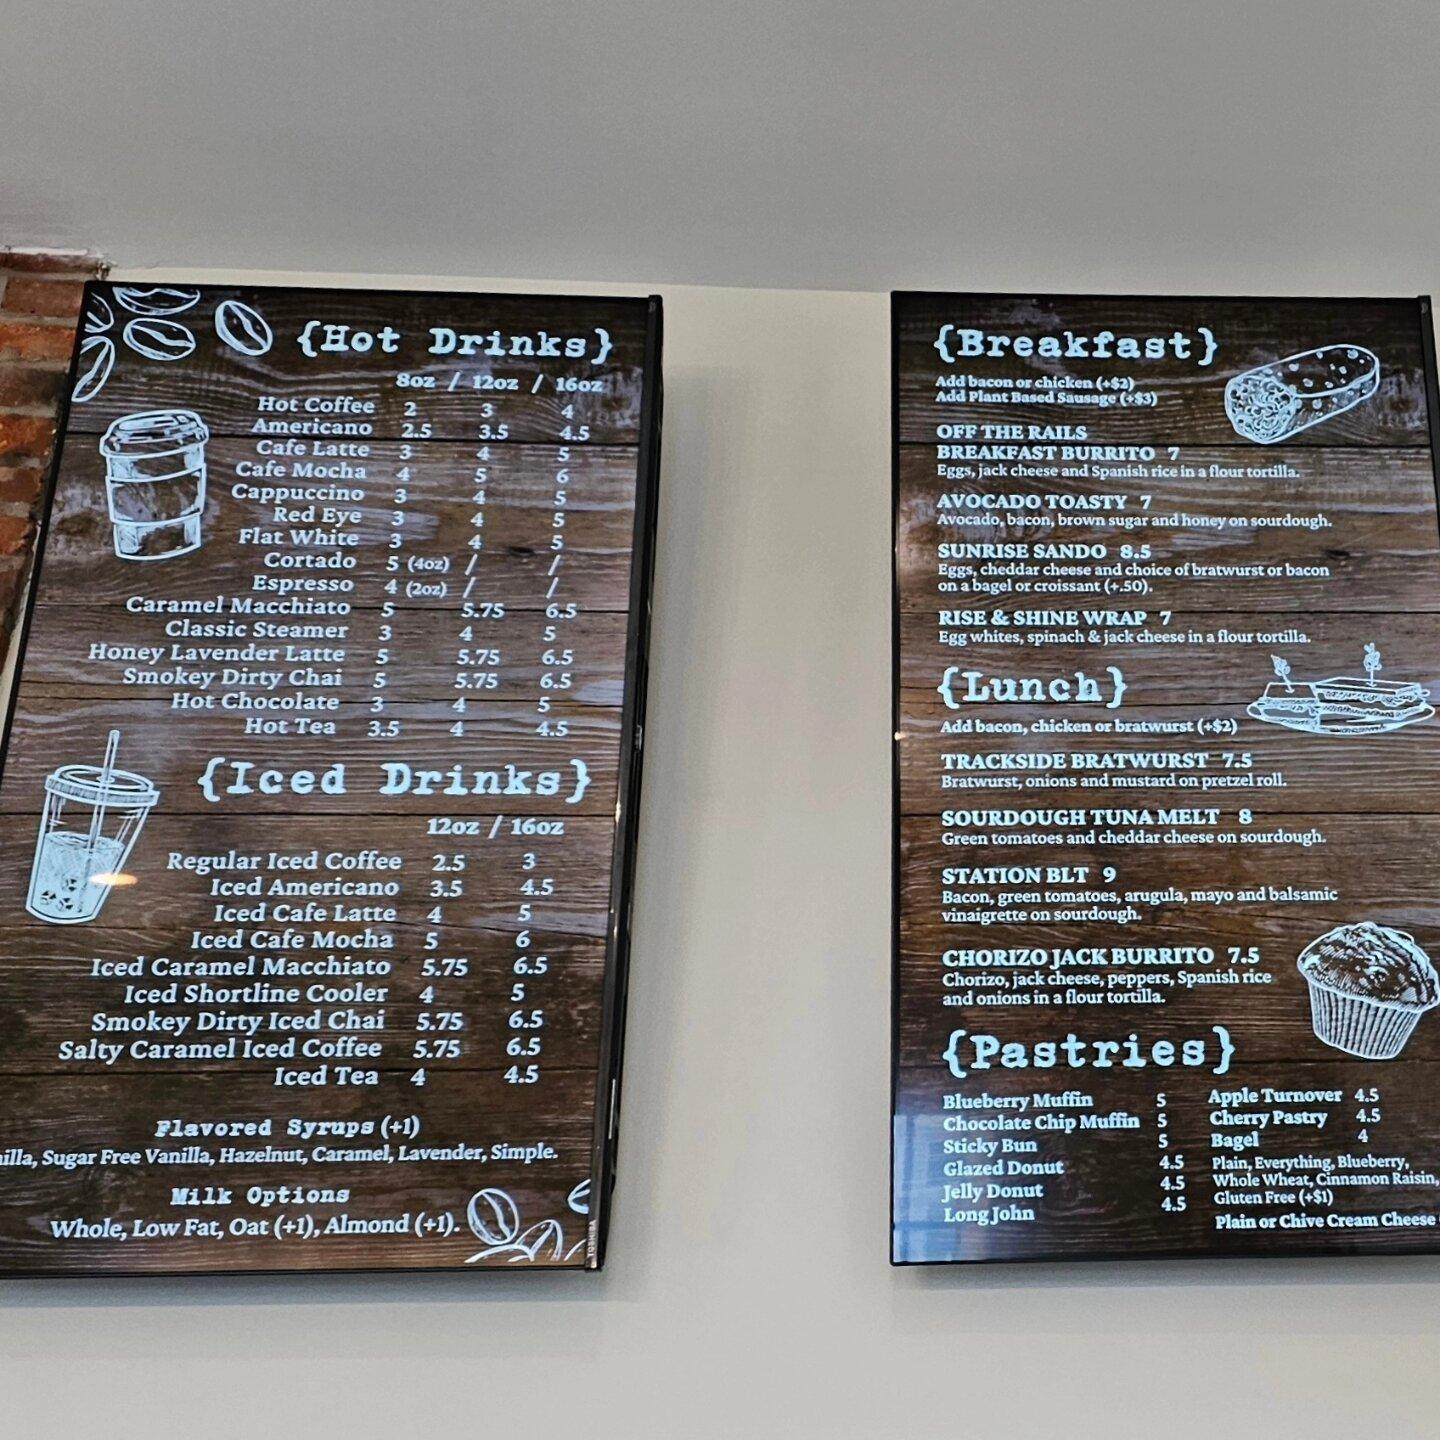 {Hot Drinks}
8oz / 12oz / 16oz
Hot Coffee 2 3 4
Americano 2.5 3.5 4.5
Cafe Latte 3 4 5
Cafe Mocha 4 5 6
Cappuccino 3 4 5
Red Eye 3 4 5
Flat White 3 4 5
Cortado 5 (4oz) / /
Espresso 4 (2oz) / /
Caramel Macchiato 5 5.75 6.5
Classic Steamer 3 4 5
Honey Lavender Latte 5 5.75 6.5
Smokey Dirty Chai 5 5.75 6.5
Hot Chocolate 3 4 5
Hot Tea 3.5 4 4.5
{Iced Drinks}
12oz / 16oz
Regular Iced Coffee 2.5 3
Iced Americano 3.5 4.5
Iced Cafe Latte 4 5
Iced Cafe Mocha 5 6
Iced Caramel Macchiato 5.75 6.5
Iced Shortline Cooler 4 5
Smokey Dirty Iced Chai 5.75 6.5
Salty Caramel Iced Coffee 5.75 6.5
Iced Tea 4 4.5
Flavored Syrups (+1)
illa, Sugar Free Vanilla, Hazelnut, Caramel, Lavender, Simple.
Milk Options
Whole, Low Fat, Oat (+1), Almond (+1).
TOSHIBA
{Breakfast}
Add bacon or chicken (+$2)
Add Plant Based Sausage (+$3)
OFF THE RAILS
BREAKFAST BURRITO 7
Eggs, jack cheese and Spanish rice in a flour tortilla.
AVOCADO TOASTY 7
Avocado, bacon, brown sugar and honey on sourdough.
SUNRISE SANDO 8.5
Eggs, cheddar cheese and choice of bratwurst or bacon
on a bagel or croissant (+.50).
RISE & SHINE WRAP 7
Egg whites, spinach & jack cheese in a flour tortilla.
{Lunch}
Add bacon, chicken or bratwurst (+$2)
TRACKSIDE BRATWURST 7.5
Bratwurst, onions and mustard on pretzel roll.
SOURDOUGH TUNA MELT 8
Green tomatoes and cheddar cheese on sourdough.
STATION BLT 9
Bacon, green tomatoes, arugula, mayo and balsamic
vinaigrette on sourdough.
CHORIZO JACK BURRITO 7.5
Chorizo, jack cheese, peppers, Spanish rice
and onions in a flour tortilla.
{Pastries}
Blueberry Muffin 5
Chocolate Chip Muffin 5
Sticky Bun 5
Glazed Donut 4.5
Jelly Donut 4.5
Long John 4.5
Apple Turnover 4.5
Cherry Pastry 4.5
Bagel 4
Plain, Everything, Blueberry,
Whole Wheat, Cinnamon Raisin,
Gluten Free (+$1)
Plain or Chive Cream Cheese